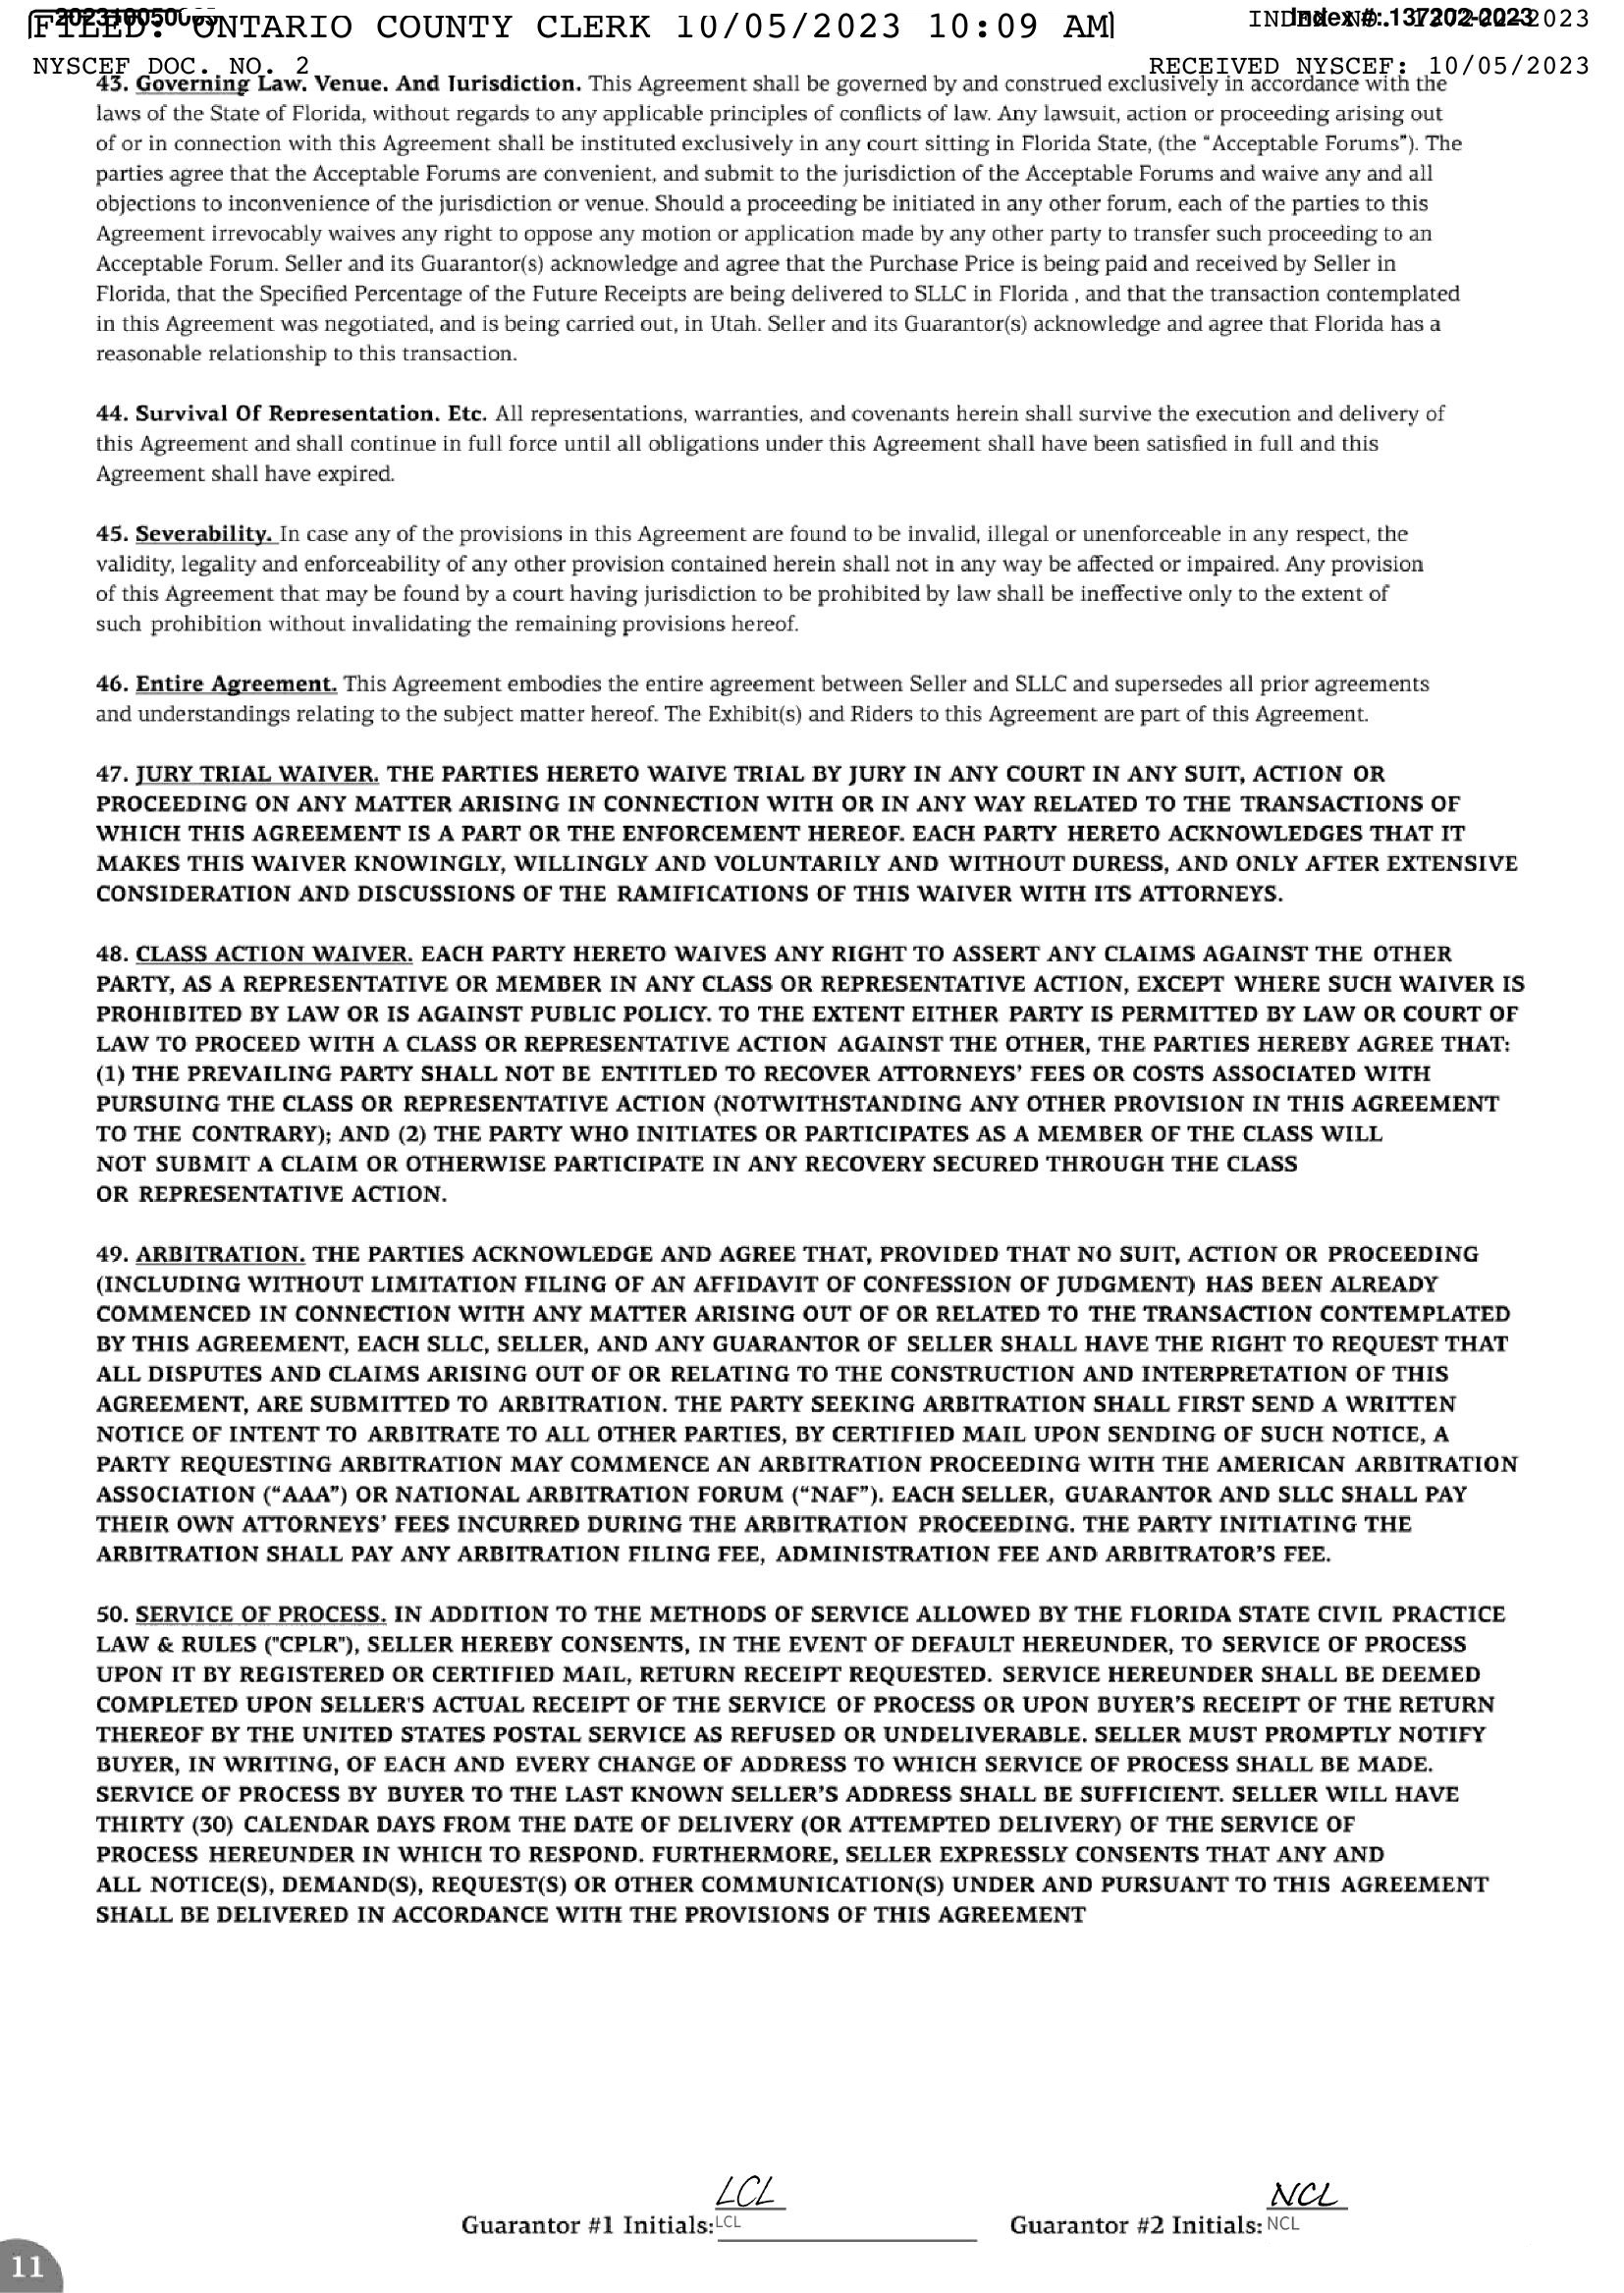 FILED: ONTARIO COUNTY CLERK 10/05/2023 10:09 AM
Index #: 137202-2023
NYSCEF DOC. NO. 2
RECEIVED NYSCEF: 10/05/2023
43. Governing Law. Venue. And Jurisdiction. This Agreement shall be governed by and construed exclusively in accordance with the
laws of the State of Florida, without regards to any applicable principles of conflicts of law. Any lawsuit, action or proceeding arising out
of or in connection with this Agreement shall be instituted exclusively in any court sitting in Florida State, (the “Acceptable Forums”). The
parties agree that the Acceptable Forums are convenient, and submit to the jurisdiction of the Acceptable Forums and waive any and all
objections to inconvenience of the jurisdiction or venue. Should a proceeding be initiated in any other forum, each of the parties to this
Agreement irrevocably waives any right to oppose any motion or application made by any other party to transfer such proceeding to an
Acceptable Forum. Seller and its Guarantor(s) acknowledge and agree that the Purchase Price is being paid and received by Seller in
Florida, that the Specified Percentage of the Future Receipts are being delivered to SLLC in Florida , and that the transaction contemplated
in this Agreement was negotiated, and is being carried out, in Utah. Seller and its Guarantor(s) acknowledge and agree that Florida has a
reasonable relationship to this transaction.
44. Survival Of Representation. Etc. All representations, warranties, and covenants herein shall survive the execution and delivery of
this Agreement and shall continue in full force until all obligations under this Agreement shall have been satisfied in full and this
Agreement shall have expired.
45. Severability. In case any of the provisions in this Agreement are found to be invalid, illegal or unenforceable in any respect, the
validity, legality and enforceability of any other provision contained herein shall not in any way be affected or impaired. Any provision
of this Agreement that may be found by a court having jurisdiction to be prohibited by law shall be ineffective only to the extent of
such prohibition without invalidating the remaining provisions hereof.
46. Entire Agreement. This Agreement embodies the entire agreement between Seller and SLLC and supersedes all prior agreements
and understandings relating to the subject matter hereof. The Exhibit(s) and Riders to this Agreement are part of this Agreement.
47. JURY TRIAL WAIVER. THE PARTIES HERETO WAIVE TRIAL BY JURY IN ANY COURT IN ANY SUIT, ACTION OR
PROCEEDING ON ANY MATTER ARISING IN CONNECTION WITH OR IN ANY WAY RELATED TO THE TRANSACTIONS OF
WHICH THIS AGREEMENT IS A PART OR THE ENFORCEMENT HEREOF. EACH PARTY HERETO ACKNOWLEDGES THAT IT
MAKES THIS WAIVER KNOWINGLY, WILLINGLY AND VOLUNTARILY AND WITHOUT DURESS, AND ONLY AFTER EXTENSIVE
CONSIDERATION AND DISCUSSIONS OF THE RAMIFICATIONS OF THIS WAIVER WITH ITS ATTORNEYS.
48. CLASS ACTION WAIVER. EACH PARTY HERETO WAIVES ANY RIGHT TO ASSERT ANY CLAIMS AGAINST THE OTHER
PARTY, AS A REPRESENTATIVE OR MEMBER IN ANY CLASS OR REPRESENTATIVE ACTION, EXCEPT WHERE SUCH WAIVER IS
PROHIBITED BY LAW OR IS AGAINST PUBLIC POLICY. TO THE EXTENT EITHER PARTY IS PERMITTED BY LAW OR COURT OF
LAW TO PROCEED WITH A CLASS OR REPRESENTATIVE ACTION AGAINST THE OTHER, THE PARTIES HEREBY AGREE THAT:
(1) THE PREVAILING PARTY SHALL NOT BE ENTITLED TO RECOVER ATTORNEYS’ FEES OR COSTS ASSOCIATED WITH
PURSUING THE CLASS OR REPRESENTATIVE ACTION (NOTWITHSTANDING ANY OTHER PROVISION IN THIS AGREEMENT
TO THE CONTRARY); AND (2) THE PARTY WHO INITIATES OR PARTICIPATES AS A MEMBER OF THE CLASS WILL
NOT SUBMIT A CLAIM OR OTHERWISE PARTICIPATE IN ANY RECOVERY SECURED THROUGH THE CLASS
OR REPRESENTATIVE ACTION.
49. ARBITRATION. THE PARTIES ACKNOWLEDGE AND AGREE THAT, PROVIDED THAT NO SUIT, ACTION OR PROCEEDING
(INCLUDING WITHOUT LIMITATION FILING OF AN AFFIDAVIT OF CONFESSION OF JUDGMENT) HAS BEEN ALREADY
COMMENCED IN CONNECTION WITH ANY MATTER ARISING OUT OF OR RELATED TO THE TRANSACTION CONTEMPLATED
BY THIS AGREEMENT, EACH SLLC, SELLER, AND ANY GUARANTOR OF SELLER SHALL HAVE THE RIGHT TO REQUEST THAT
ALL DISPUTES AND CLAIMS ARISING OUT OF OR RELATING TO THE CONSTRUCTION AND INTERPRETATION OF THIS
AGREEMENT, ARE SUBMITTED TO ARBITRATION. THE PARTY SEEKING ARBITRATION SHALL FIRST SEND A WRITTEN
NOTICE OF INTENT TO ARBITRATE TO ALL OTHER PARTIES, BY CERTIFIED MAIL UPON SENDING OF SUCH NOTICE, A
PARTY REQUESTING ARBITRATION MAY COMMENCE AN ARBITRATION PROCEEDING WITH THE AMERICAN ARBITRATION
ASSOCIATION (“AAA”) OR NATIONAL ARBITRATION FORUM (“NAF”). EACH SELLER, GUARANTOR AND SLLC SHALL PAY
THEIR OWN ATTORNEYS’ FEES INCURRED DURING THE ARBITRATION PROCEEDING. THE PARTY INITIATING THE
ARBITRATION SHALL PAY ANY ARBITRATION FILING FEE, ADMINISTRATION FEE AND ARBITRATOR’S FEE.
50. SERVICE OF PROCESS. IN ADDITION TO THE METHODS OF SERVICE ALLOWED BY THE FLORIDA STATE CIVIL PRACTICE
LAW & RULES ("CPLR"), SELLER HEREBY CONSENTS, IN THE EVENT OF DEFAULT HEREUNDER, TO SERVICE OF PROCESS
UPON IT BY REGISTERED OR CERTIFIED MAIL, RETURN RECEIPT REQUESTED. SERVICE HEREUNDER SHALL BE DEEMED
COMPLETED UPON SELLER'S ACTUAL RECEIPT OF THE SERVICE OF PROCESS OR UPON BUYER’S RECEIPT OF THE RETURN
THEREOF BY THE UNITED STATES POSTAL SERVICE AS REFUSED OR UNDELIVERABLE. SELLER MUST PROMPTLY NOTIFY
BUYER, IN WRITING, OF EACH AND EVERY CHANGE OF ADDRESS TO WHICH SERVICE OF PROCESS SHALL BE MADE.
SERVICE OF PROCESS BY BUYER TO THE LAST KNOWN SELLER’S ADDRESS SHALL BE SUFFICIENT. SELLER WILL HAVE
THIRTY (30) CALENDAR DAYS FROM THE DATE OF DELIVERY (OR ATTEMPTED DELIVERY) OF THE SERVICE OF
PROCESS HEREUNDER IN WHICH TO RESPOND. FURTHERMORE, SELLER EXPRESSLY CONSENTS THAT ANY AND
ALL NOTICE(S), DEMAND(S), REQUEST(S) OR OTHER COMMUNICATION(S) UNDER AND PURSUANT TO THIS AGREEMENT
SHALL BE DELIVERED IN ACCORDANCE WITH THE PROVISIONS OF THIS AGREEMENT
LCL NCL
Guarantor #1 Initials: LCL Guarantor #2 Initials: NCL
11